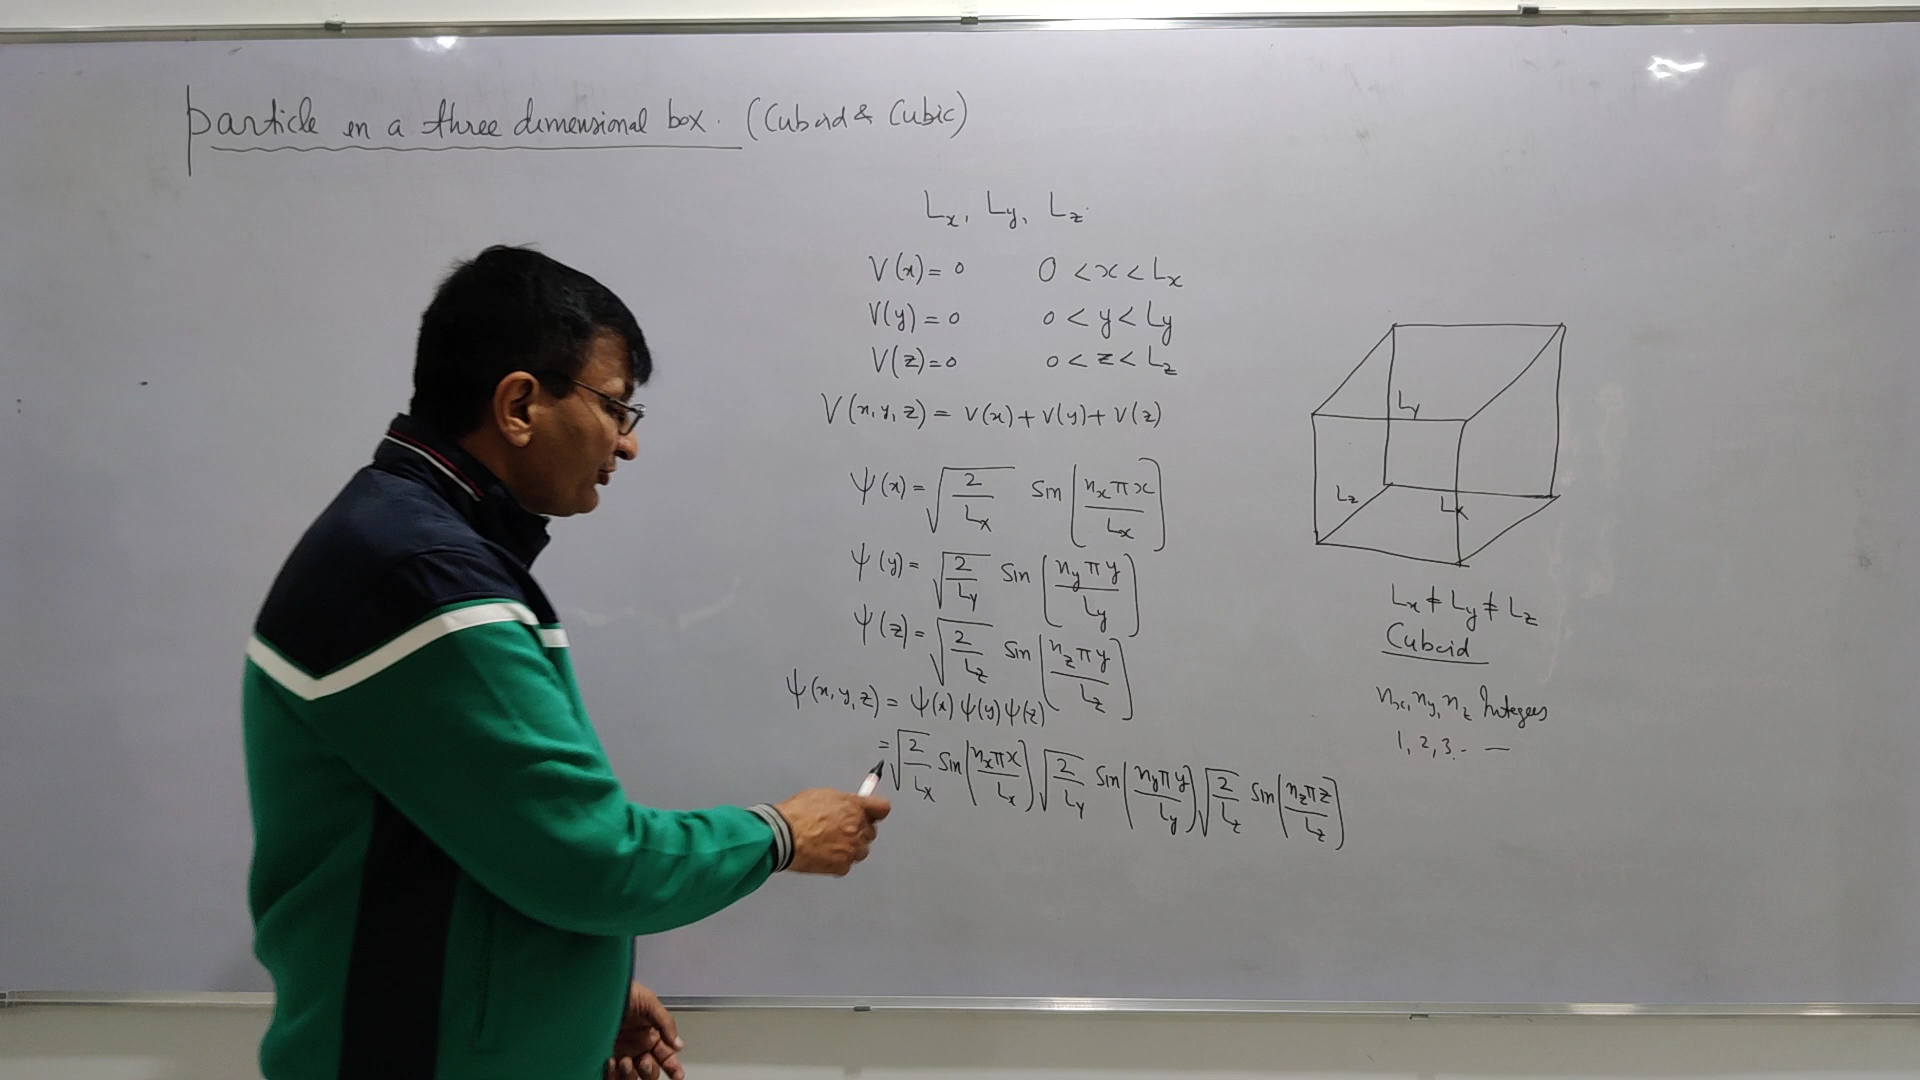 Particle in a three dimensional box. (Cuboid & Cubic)
Lx, Ly, Lz
V(x) = 0 0 < x < Lx
V(y) = 0 0 < y < Ly
V(z) = 0 0 < z < Lz
V(x, y, z) = V(x) + V(y) + V(z)
ψ(x) = √(2/Lx) Sin(nxπx/Lx)
ψ(y) = √(2/Ly) Sin(nyπy/Ly)
ψ(z) = √(2/Lz) Sin(nzπy/Lz)
ψ(x, y, z) = ψ(x) ψ(y) ψ(z)
= √(2/Lx) Sin(nxπx/Lx) √(2/Ly) Sin(nyπy/Ly) √(2/Lz) Sin(nzπz/Lz)
Ly
Lz
Lx
Lx ≠ Ly ≠ Lz
Cuboid
nx, ny, nz Integers
1, 2, 3. . —